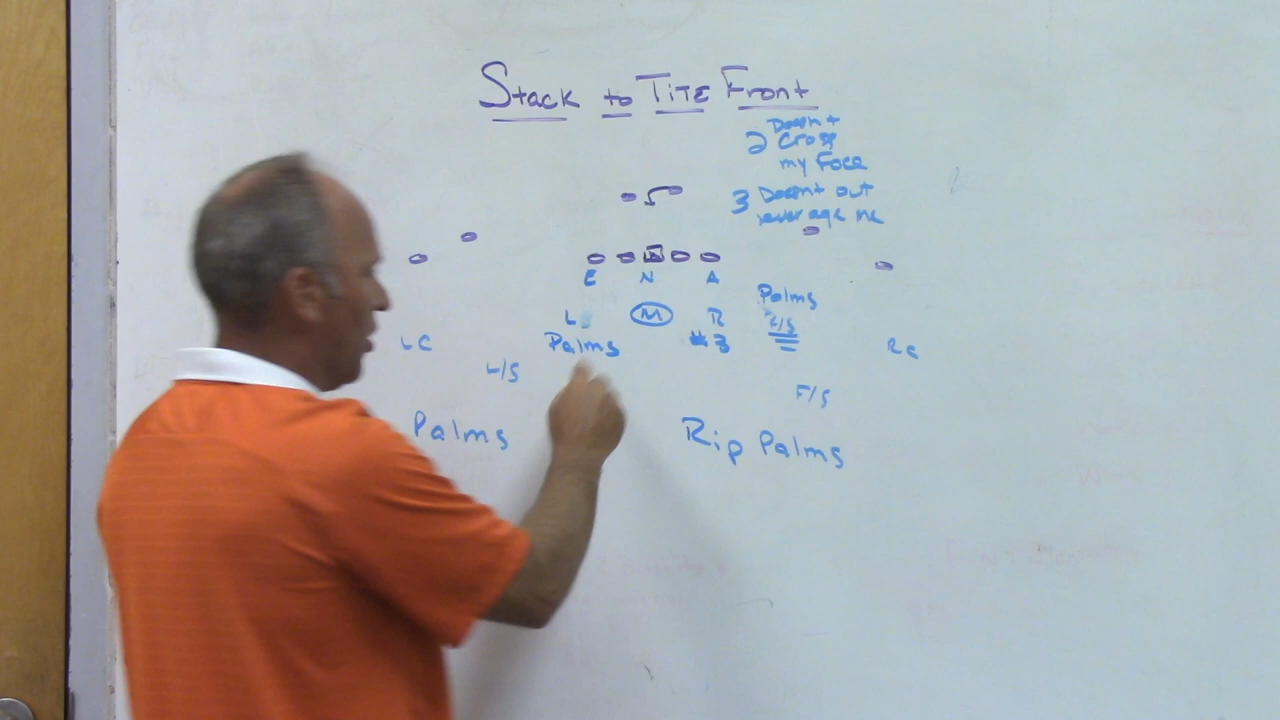 Stack to TITE Front
Doesn't
2 Cross
my Face
3 Doesn't out
leverage me
E N A
Palms
L M R F/S
Palms #3
LC RC
L/S
F/S
Palms Rip Palms